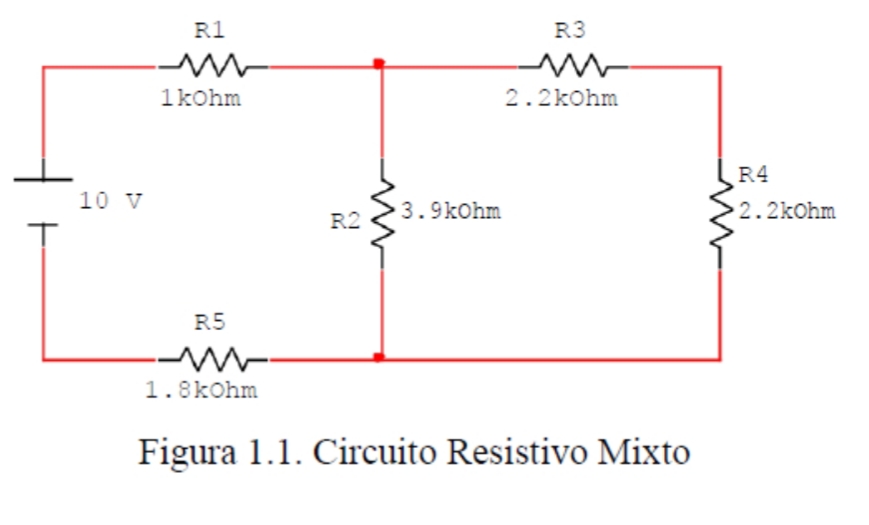 R1
R3
1kOhm
2.2kOhm
R4
10 V
R2
3.9kOhm
2.2kOhm
R5
1.8kOhm
Figura 1.1. Circuito Resistivo Mixto